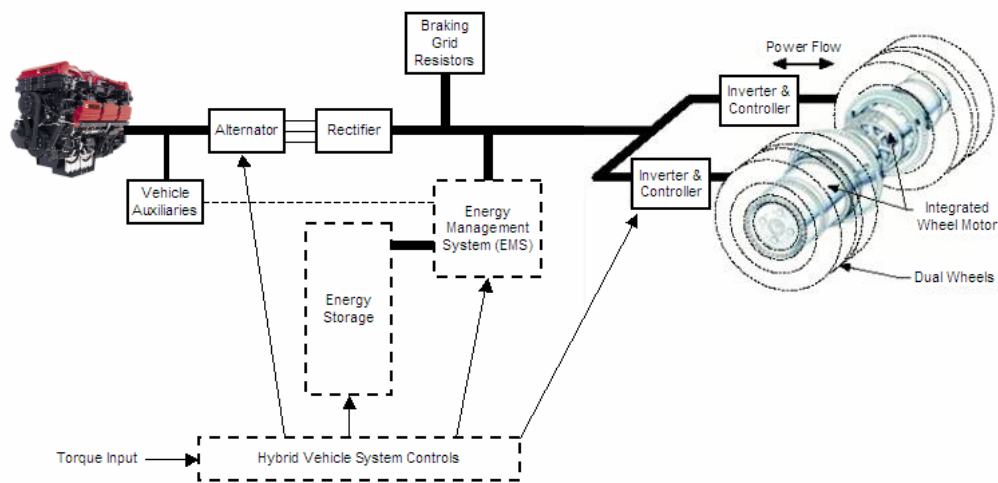 Braking
Grid
Resistors
Power Flow
Inverter &
Controller
Alternator
Rectifier
Vehicle
Auxiliaries
Inverter &
Controller
Energy
Management
System (EMS)
Integrated
Wheel Motor
Dual Wheels
Energy
Storage
Torque Input
Hybrid Vehicle System Controls